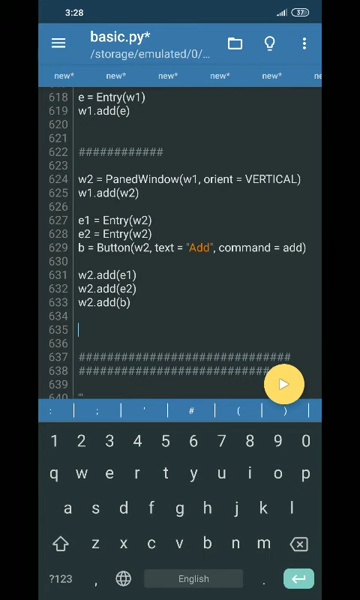 3:28
37
basic.py*
/storage/emulated/0/...
new*
new*
new*
new*
new*
618 e = Entry(w1)
619 w1.add(e)
620
621
622 ############
623
624 w2 = PanedWindow(w1, orient = VERTICAL)
625 w1.add(w2)
626
627 e1 = Entry(w2)
628 e2 = Entry(w2)
629 b = Button(w2, text = "Add", command = add)
630
631 w2.add(e1)
632 w2.add(e2)
633 w2.add(b)
634
635
636
637 ##############################
638
639
: ; ' # ( )
1 2 3 4 5 6 7 8 9 0
q w e r t y u i o p
a s d f g h j k l
z x c v b n m
?123 , English .